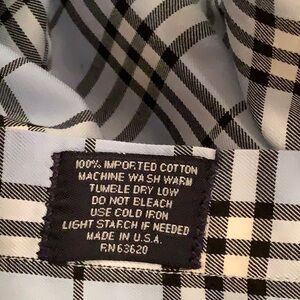 100% IMPORTED COTTON
MACHINE WASH WARM
TUMBLE DRY LOW
DO NOT BLEACH
USE COLD IRON
LIGHT STARCH IF NEEDED
MADE IN U.S.A.
RN 63620